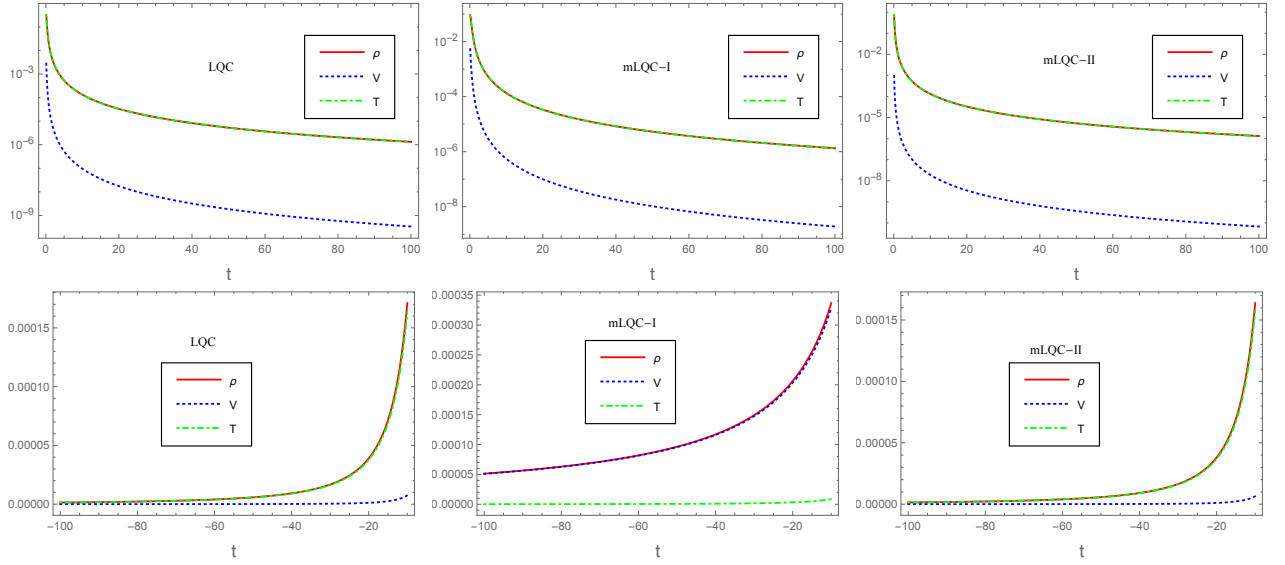 LQC
ρ
V
T
10⁻³
10⁻⁶
10⁻⁹
0 20 40 60 80 100
t
mLQC-I
ρ
V
T
10⁻²
10⁻⁴
10⁻⁶
10⁻⁸
0 20 40 60 80 100
t
mLQC-II
ρ
V
T
10⁻²
10⁻⁵
10⁻⁸
0 20 40 60 80 100
t
LQC
ρ
V
T
0.00015
0.00010
0.00005
0.00000
-100 -80 -60 -40 -20
t
mLQC-I
ρ
V
T
0.00035
0.00030
0.00025
0.00020
0.00015
0.00010
0.00005
0.00000
-100 -80 -60 -40 -20
t
mLQC-II
ρ
V
T
0.00015
0.00010
0.00005
0.00000
-100 -80 -60 -40 -20
t